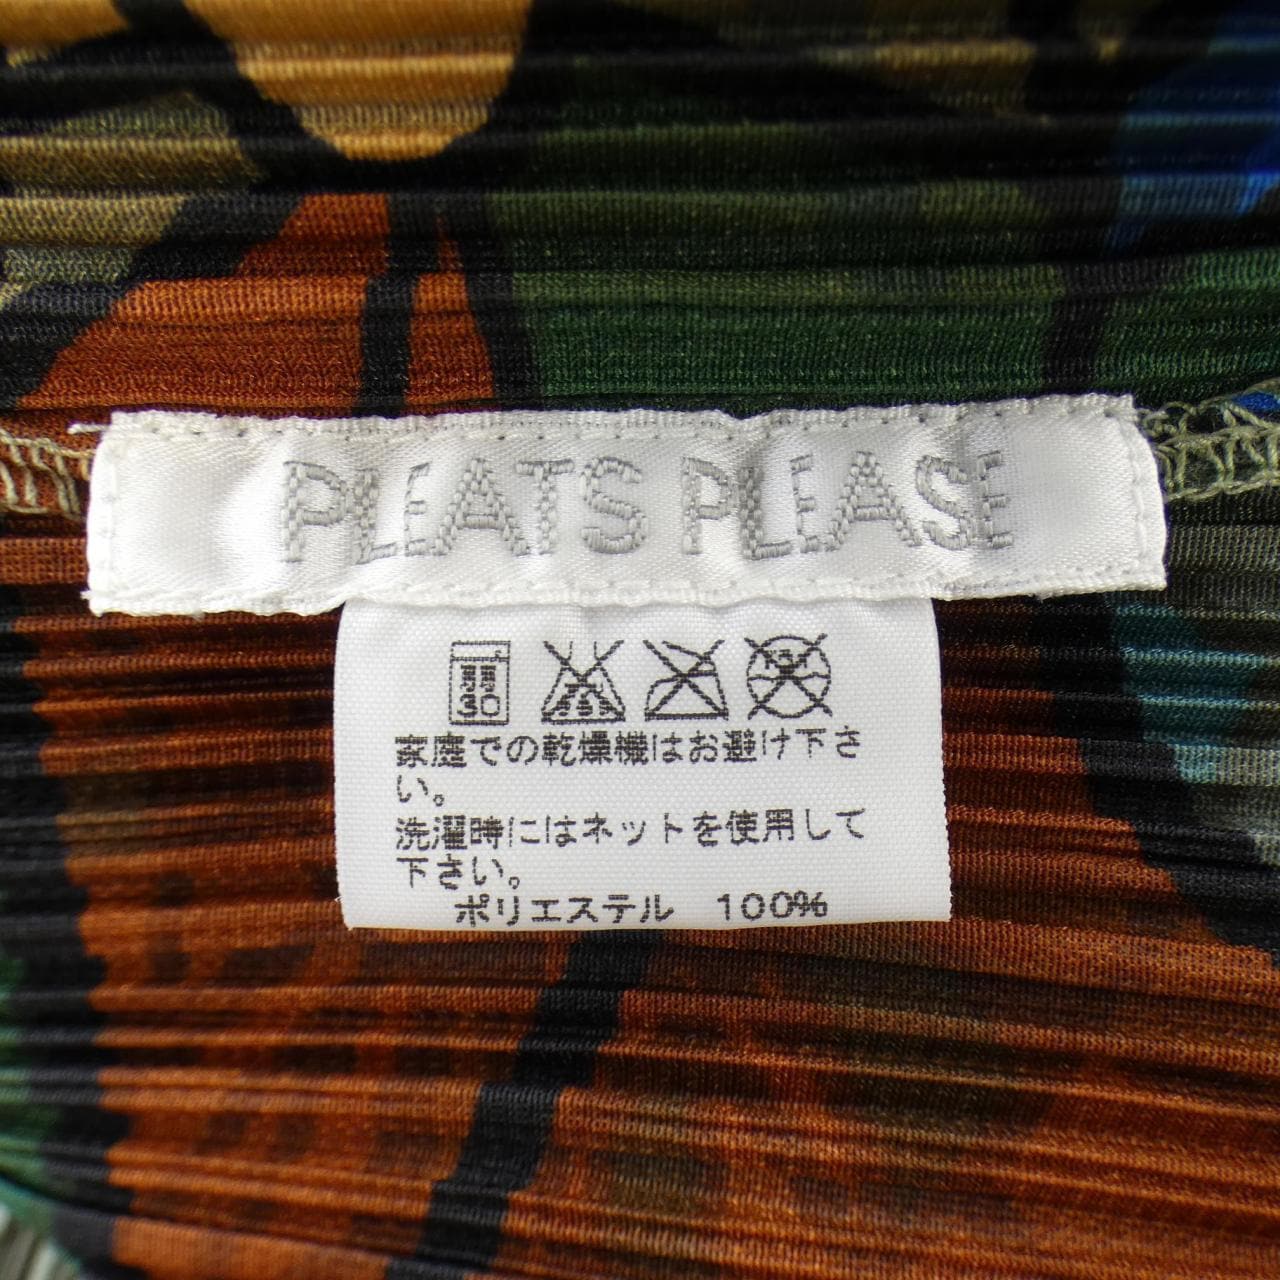 PLEATS PLEASE
弱
30
家庭での乾燥機はお避け下さ
い。
洗濯時にはネットを使用して
下さい。
ポリエステル 100%